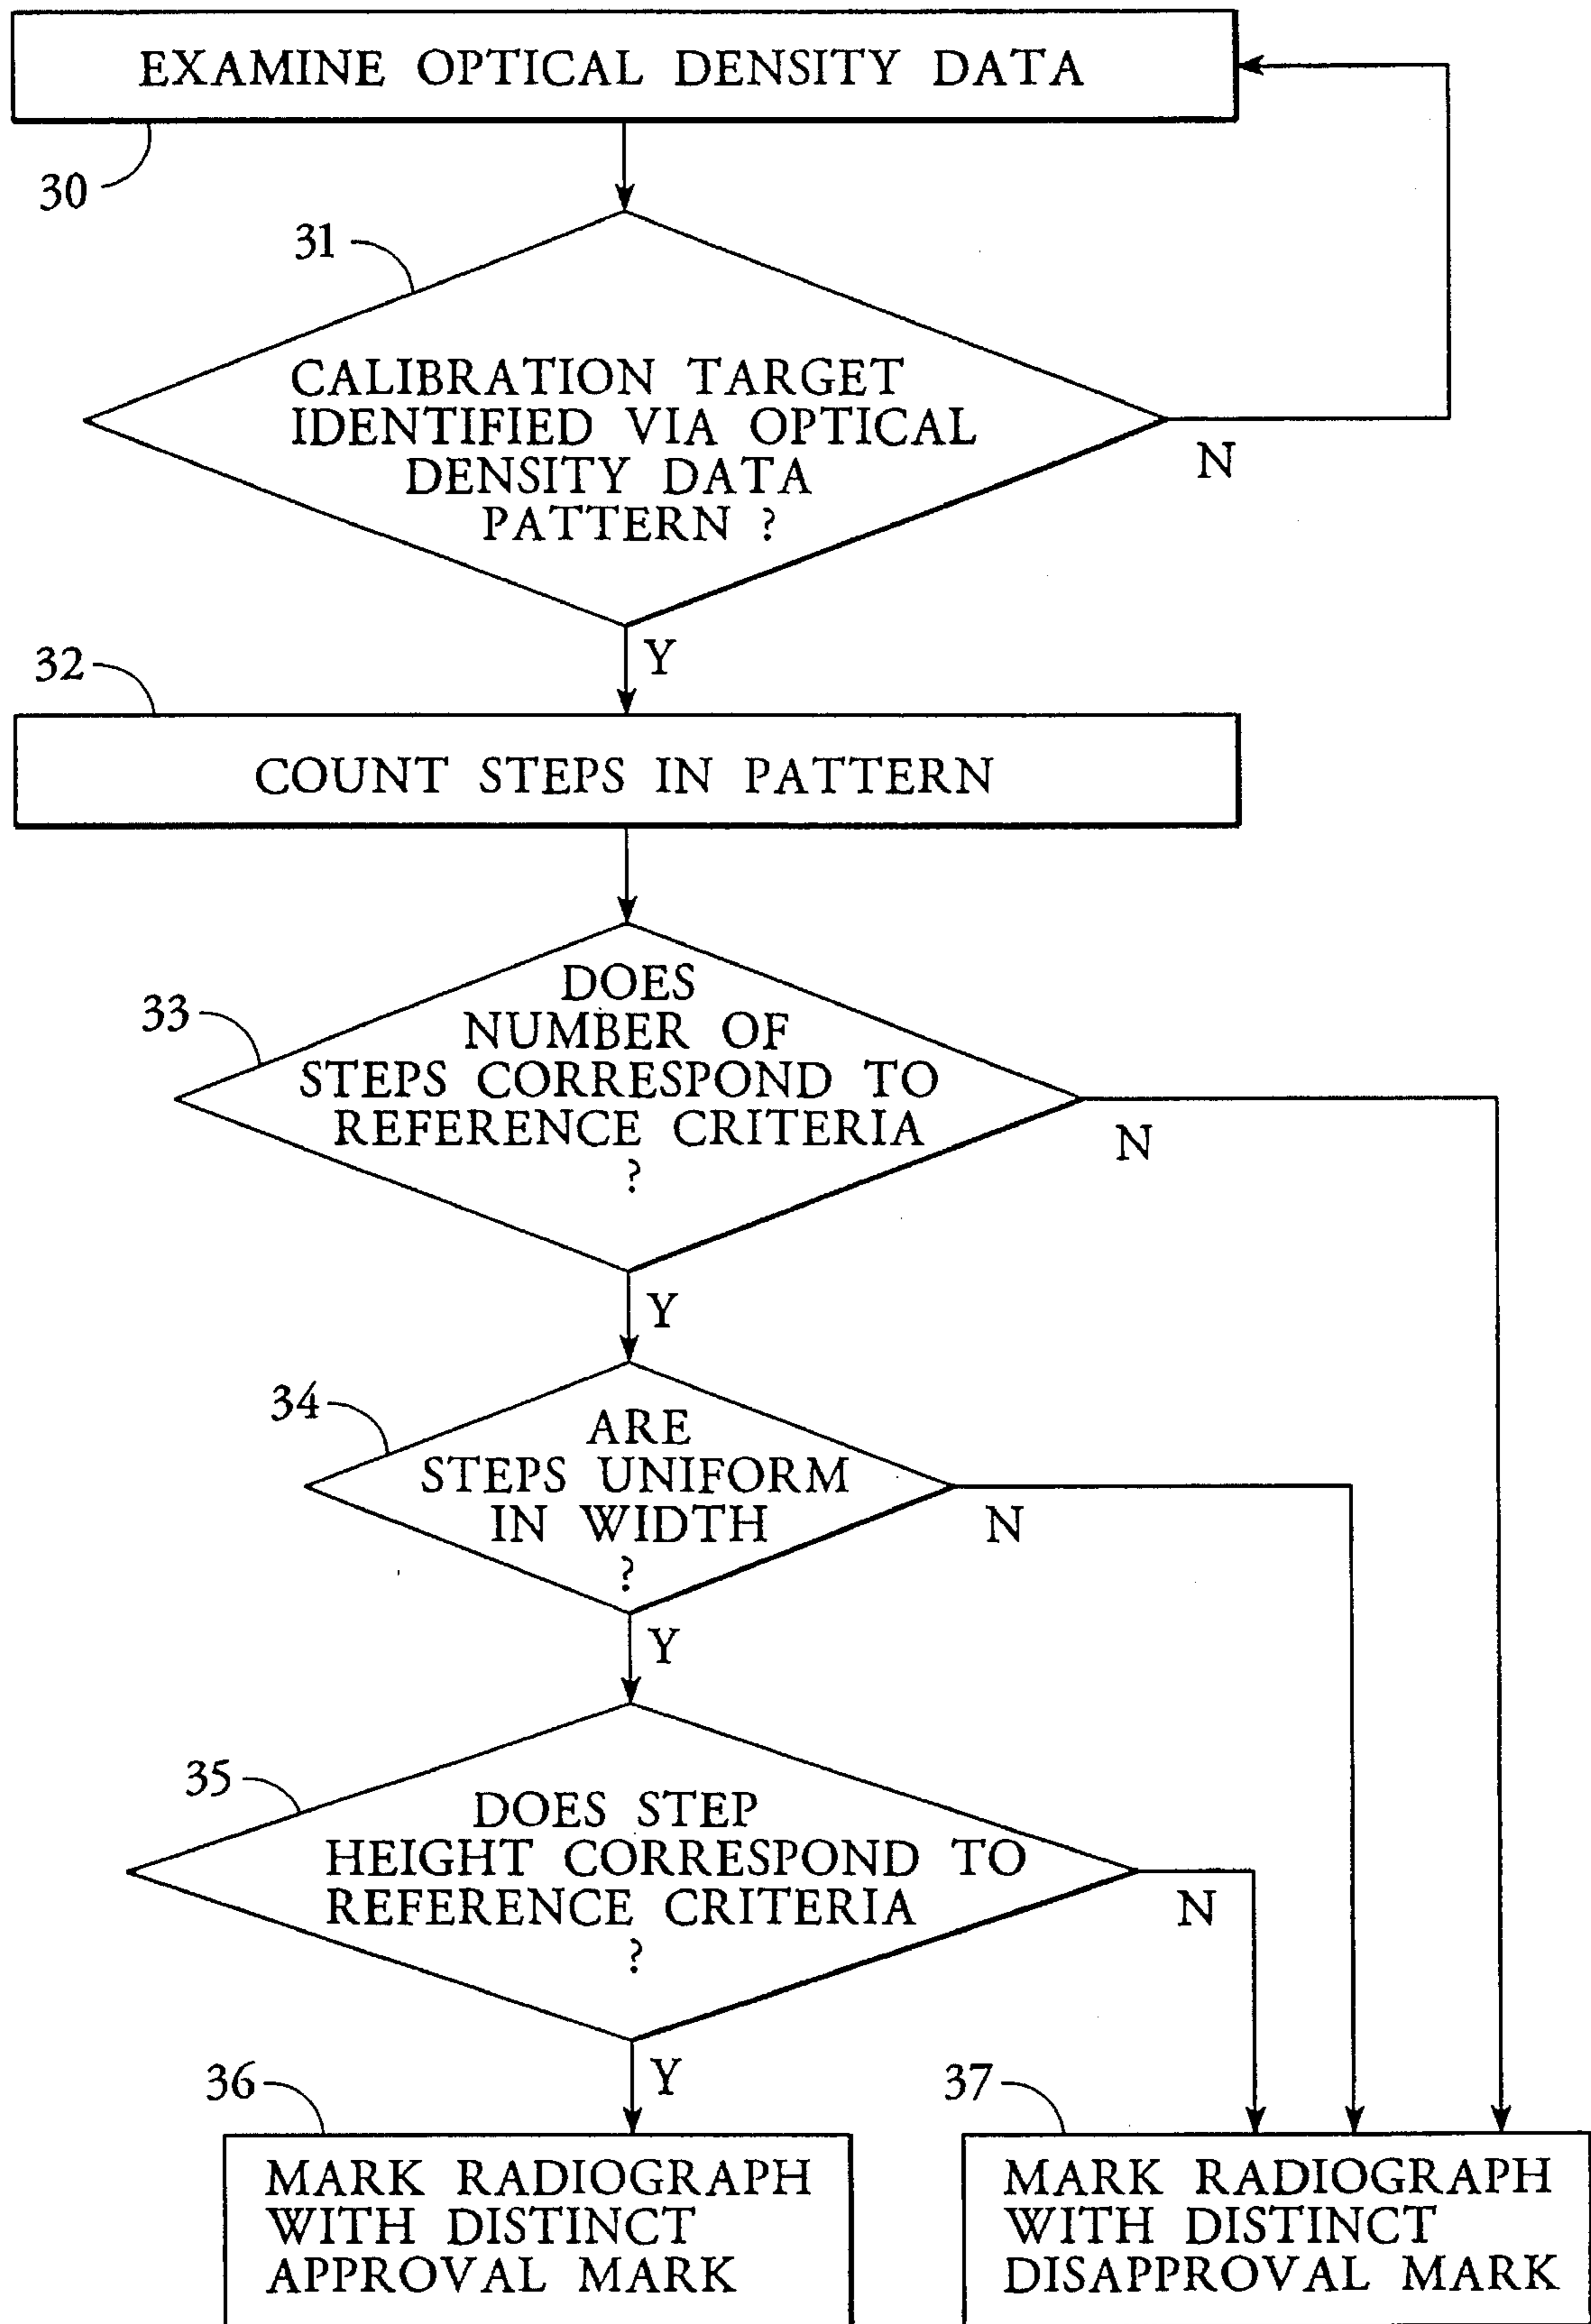 EXAMINE OPTICAL DENSITY DATA
30
31
CALIBRATION TARGET
IDENTIFIED VIA OPTICAL
DENSITY DATA
PATTERN ?
N
Y
32
COUNT STEPS IN PATTERN
33
DOES
NUMBER OF
STEPS CORRESPOND TO
REFERENCE CRITERIA
?
N
Y
34
ARE
STEPS UNIFORM
IN WIDTH
?
N
Y
35
DOES STEP
HEIGHT CORRESPOND TO
REFERENCE CRITERIA
?
N
Y
36
MARK RADIOGRAPH
WITH DISTINCT
APPROVAL MARK
37
MARK RADIOGRAPH
WITH DISTINCT
DISAPPROVAL MARK